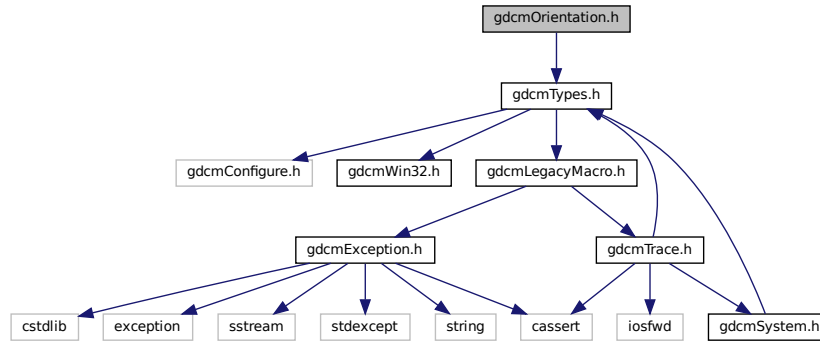 gdcmOrientation.h
gdcmTypes.h
gdcmConfigure.h
gdcmWin32.h
gdcmLegacyMacro.h
gdcmException.h
gdcmTrace.h
cstdlib
exception
sstream
stdexcept
string
cassert
iosfwd
gdcmSystem.h